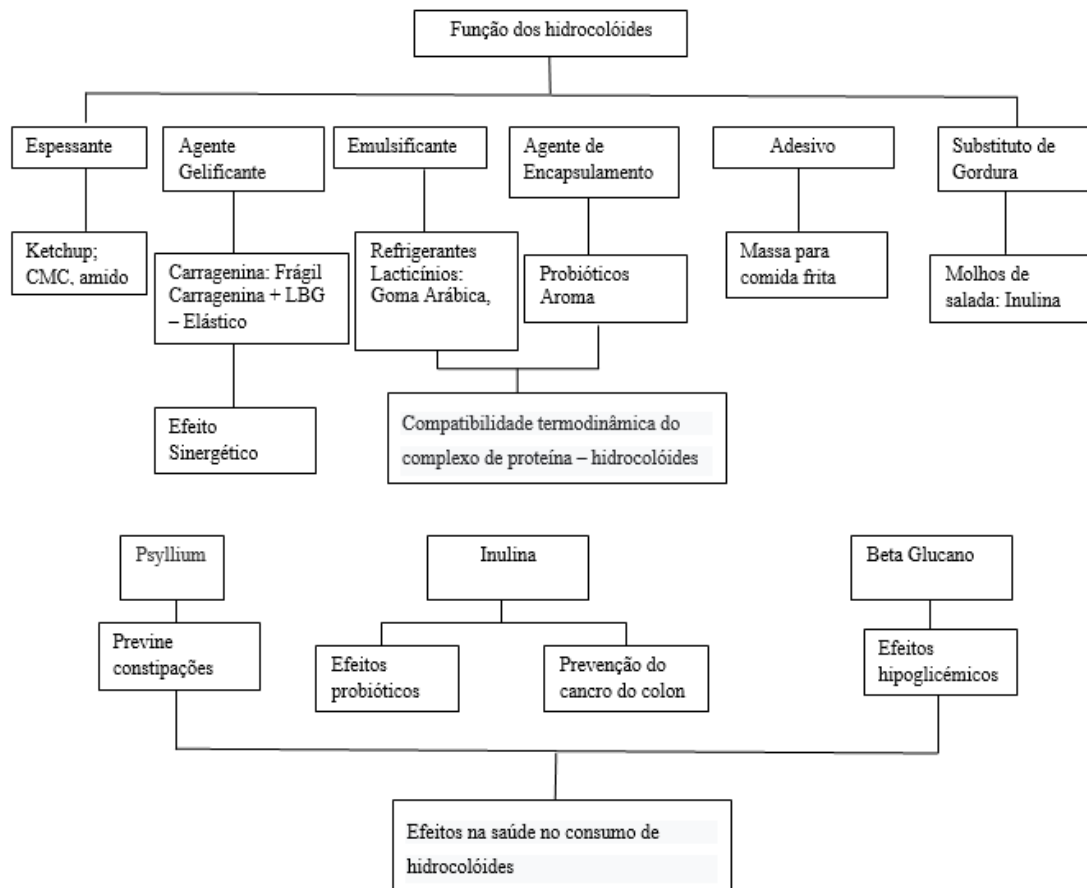 Função dos hidrocolóides
Espessante
Agente
Gelificante
Emulsificante
Agente de
Encapsulamento
Adesivo
Substituto de
Gordura
Ketchup;
CMC, amido
Carragenina: Frágil
Carragenina + LBG
– Elástico
Refrigerantes
Lacticínios:
Goma Arábica,
Probióticos
Aroma
Massa para
comida frita
Molhos de
salada: Inulina
Efeito
Sinergético
Compatibilidade termodinâmica do
complexo de proteína – hidrocolóides
Psyllium
Inulina
Beta Glucano
Previne
constipações
Efeitos
probióticos
Prevenção do
cancro do colon
Efeitos
hipoglicémicos
Efeitos na saúde no consumo de
hidrocolóides